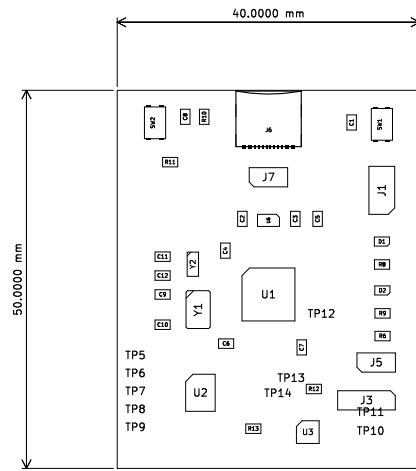 40.0000 mm
50.0000 mm
SW2
C8
R10
J6
C1
SW1
R11
J7
J1
C2
C3
C5
D1
C4
C11
Y2
R8
C12
C9
Y1
U1
D2
TP12
R9
C10
R6
C6
C7
TP5
J5
TP6
TP13
TP7
U2
TP14
R12
J3
TP8
TP11
TP9
R13
U3
TP10